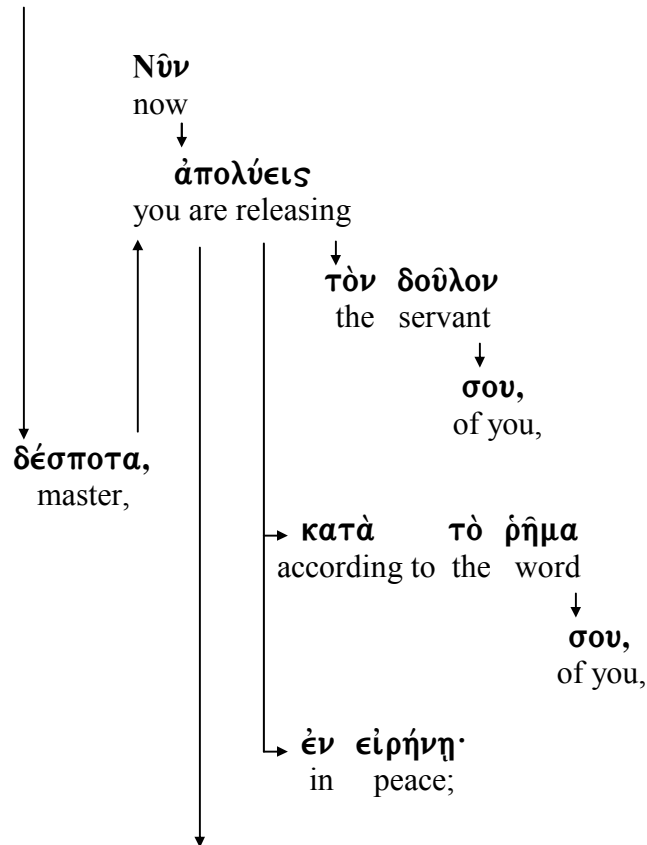 Νῦν
now
ἀπολύεις
you are releasing
τὸν δοῦλον
the servant
σου,
of you,
δέσποτα,
master,
κατὰ τὸ ῥῆμα
according to the word
σου,
of you,
ἐν εἰρήνῃ·
in peace;